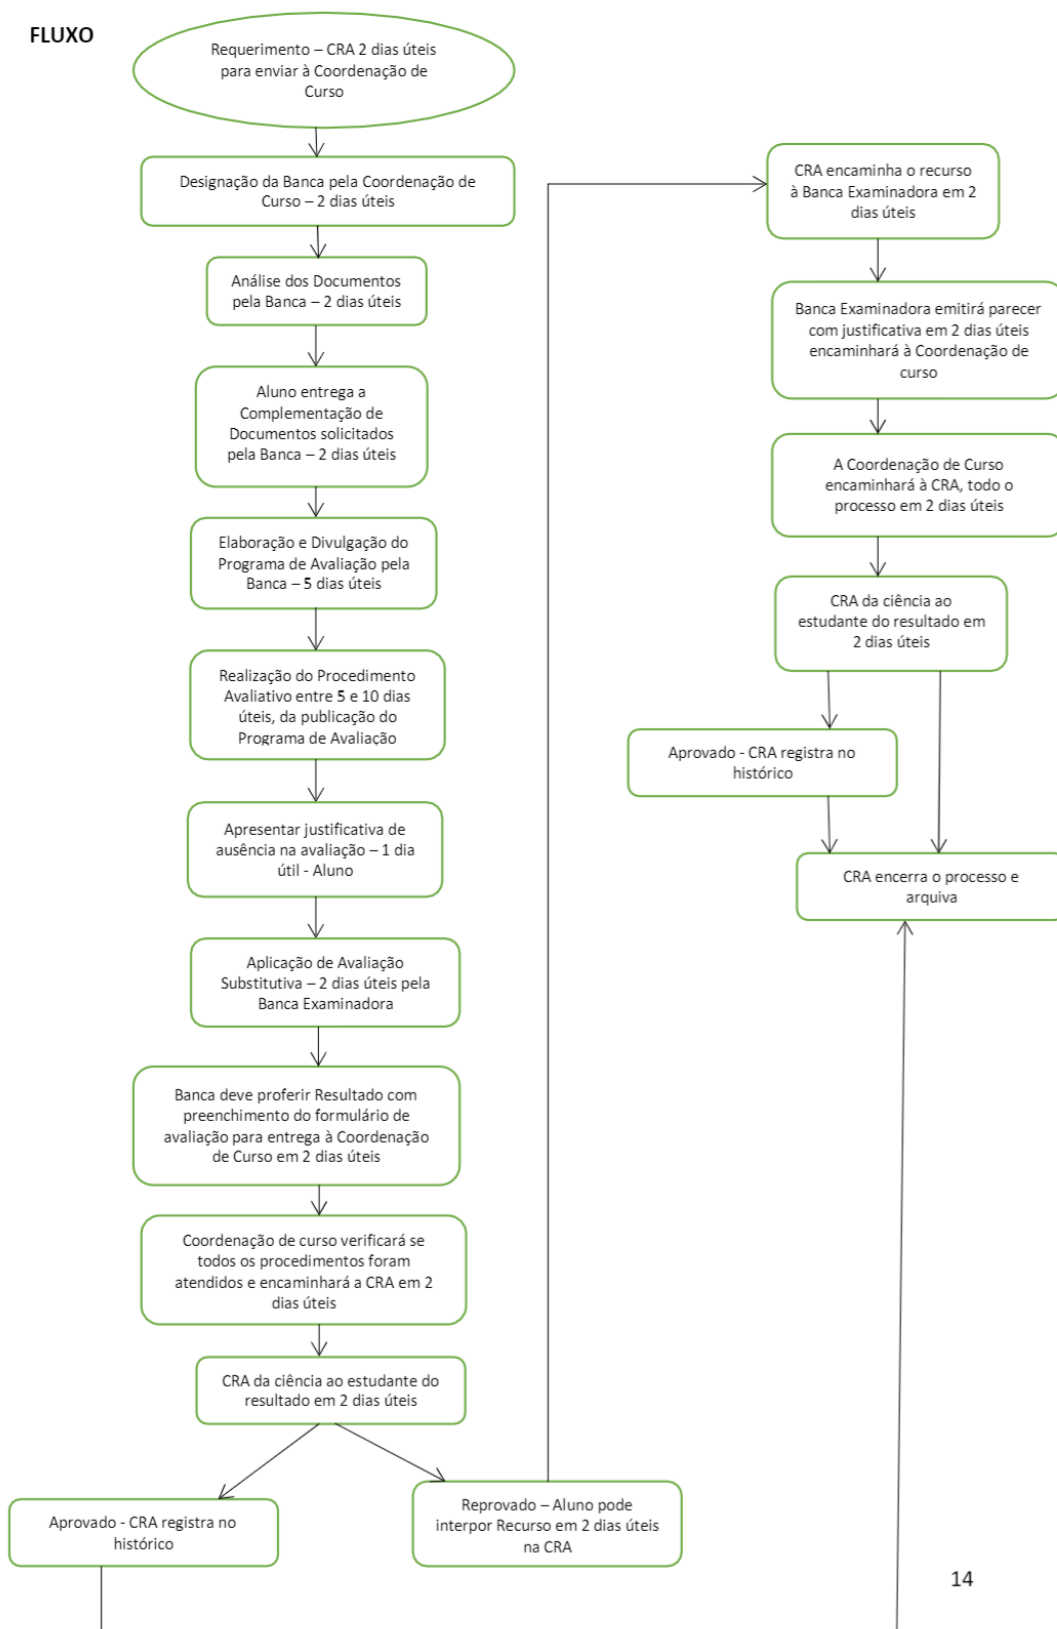 FLUXO
Requerimento – CRA 2 dias úteis
para enviar à Coordenação de
Curso
Designação da Banca pela Coordenação de
Curso – 2 dias úteis
Análise dos Documentos
pela Banca – 2 dias úteis
Aluno entrega a
Complementação de
Documentos solicitados
pela Banca – 2 dias úteis
Elaboração e Divulgação do
Programa de Avaliação pela
Banca – 5 dias úteis
Realização do Procedimento
Avaliativo entre 5 e 10 dias
úteis, da publicação do
Programa de Avaliação
Apresentar justificativa de
ausência na avaliação – 1 dia
útil - Aluno
Aplicação de Avaliação
Substitutiva – 2 dias úteis pela
Banca Examinadora
Banca deve proferir Resultado com
preenchimento do formulário de
avaliação para entrega à Coordenação
de Curso em 2 dias úteis
Coordenação de curso verificará se
todos os procedimentos foram
atendidos e encaminhará a CRA em 2
dias úteis
CRA da ciência ao estudante do
resultado em 2 dias úteis
Aprovado - CRA registra no
histórico
Reprovado – Aluno pode
interpor Recurso em 2 dias úteis
na CRA
CRA encaminha o recurso
à Banca Examinadora em 2
dias úteis
Banca Examinadora emitirá parecer
com justificativa em 2 dias úteis
encaminhará à Coordenação de
curso
A Coordenação de Curso
encaminhará à CRA, todo o
processo em 2 dias úteis
CRA da ciência ao
estudante do resultado em
2 dias úteis
Aprovado - CRA registra no
histórico
CRA encerra o processo e
arquiva
14